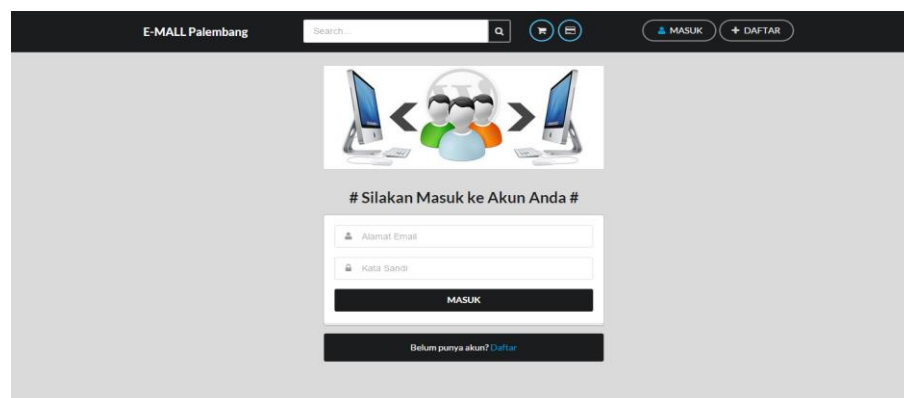 E-MALL Palembang
Search...
MASUK
+ DAFTAR
# Silakan Masuk ke Akun Anda #
Alamat Email
Kata Sandi
MASUK
Belum punya akun? Daftar